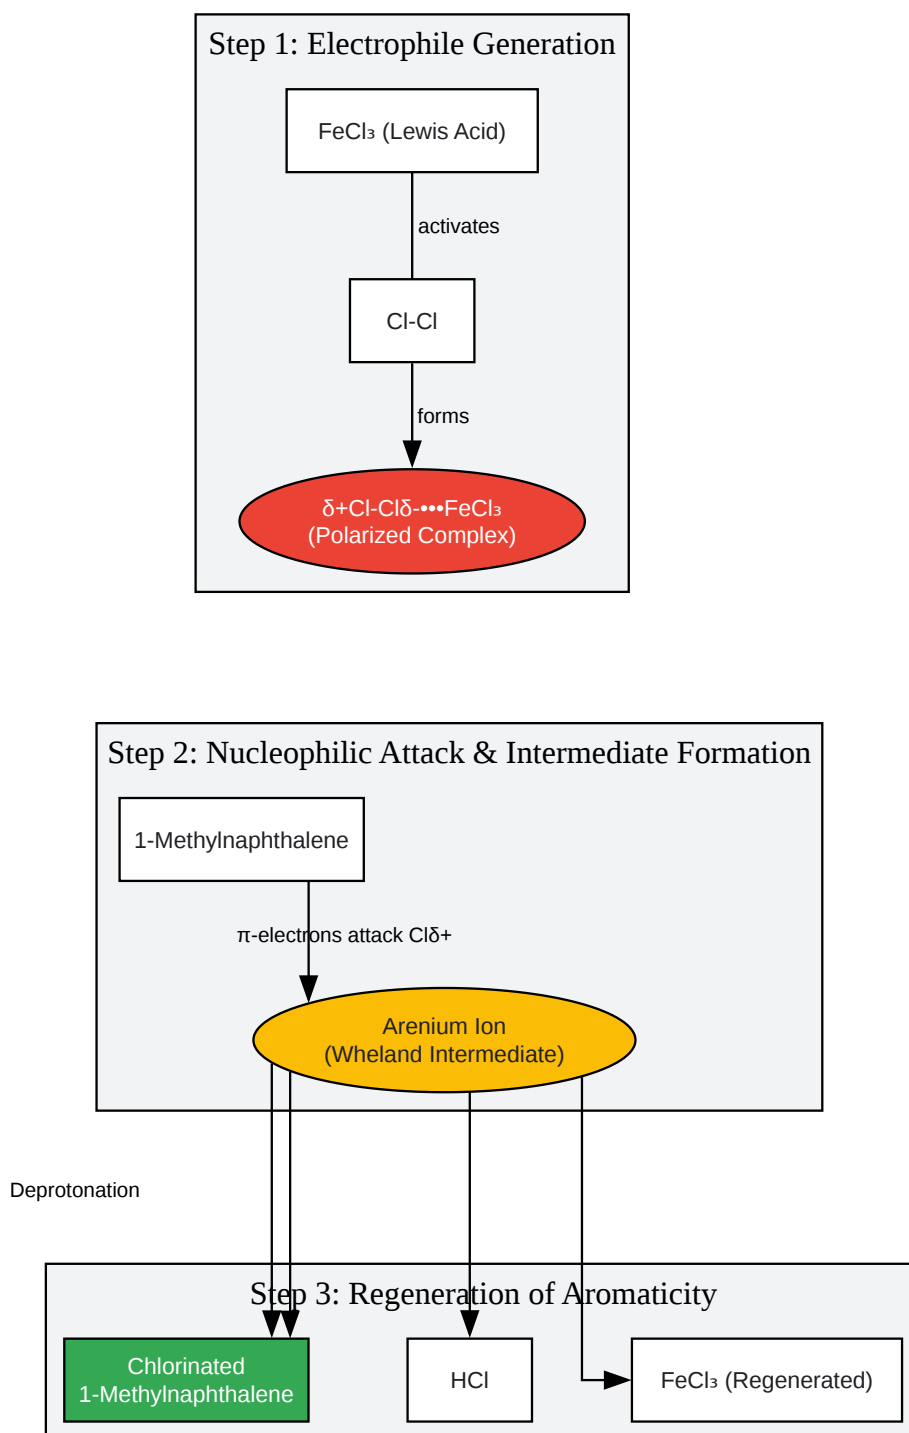 Step 1: Electrophile Generation
FeCl₃ (Lewis Acid)
activates
Cl-Cl
forms
δ+Cl-Clδ-•••FeCl₃
(Polarized Complex)
Step 2: Nucleophilic Attack & Intermediate Formation
1-Methylnaphthalene
π-electrons attack Clδ+
Arenium Ion
(Wheland Intermediate)
Deprotonation
Step 3: Regeneration of Aromaticity
Chlorinated
1-Methylnaphthalene
HCl
FeCl₃ (Regenerated)